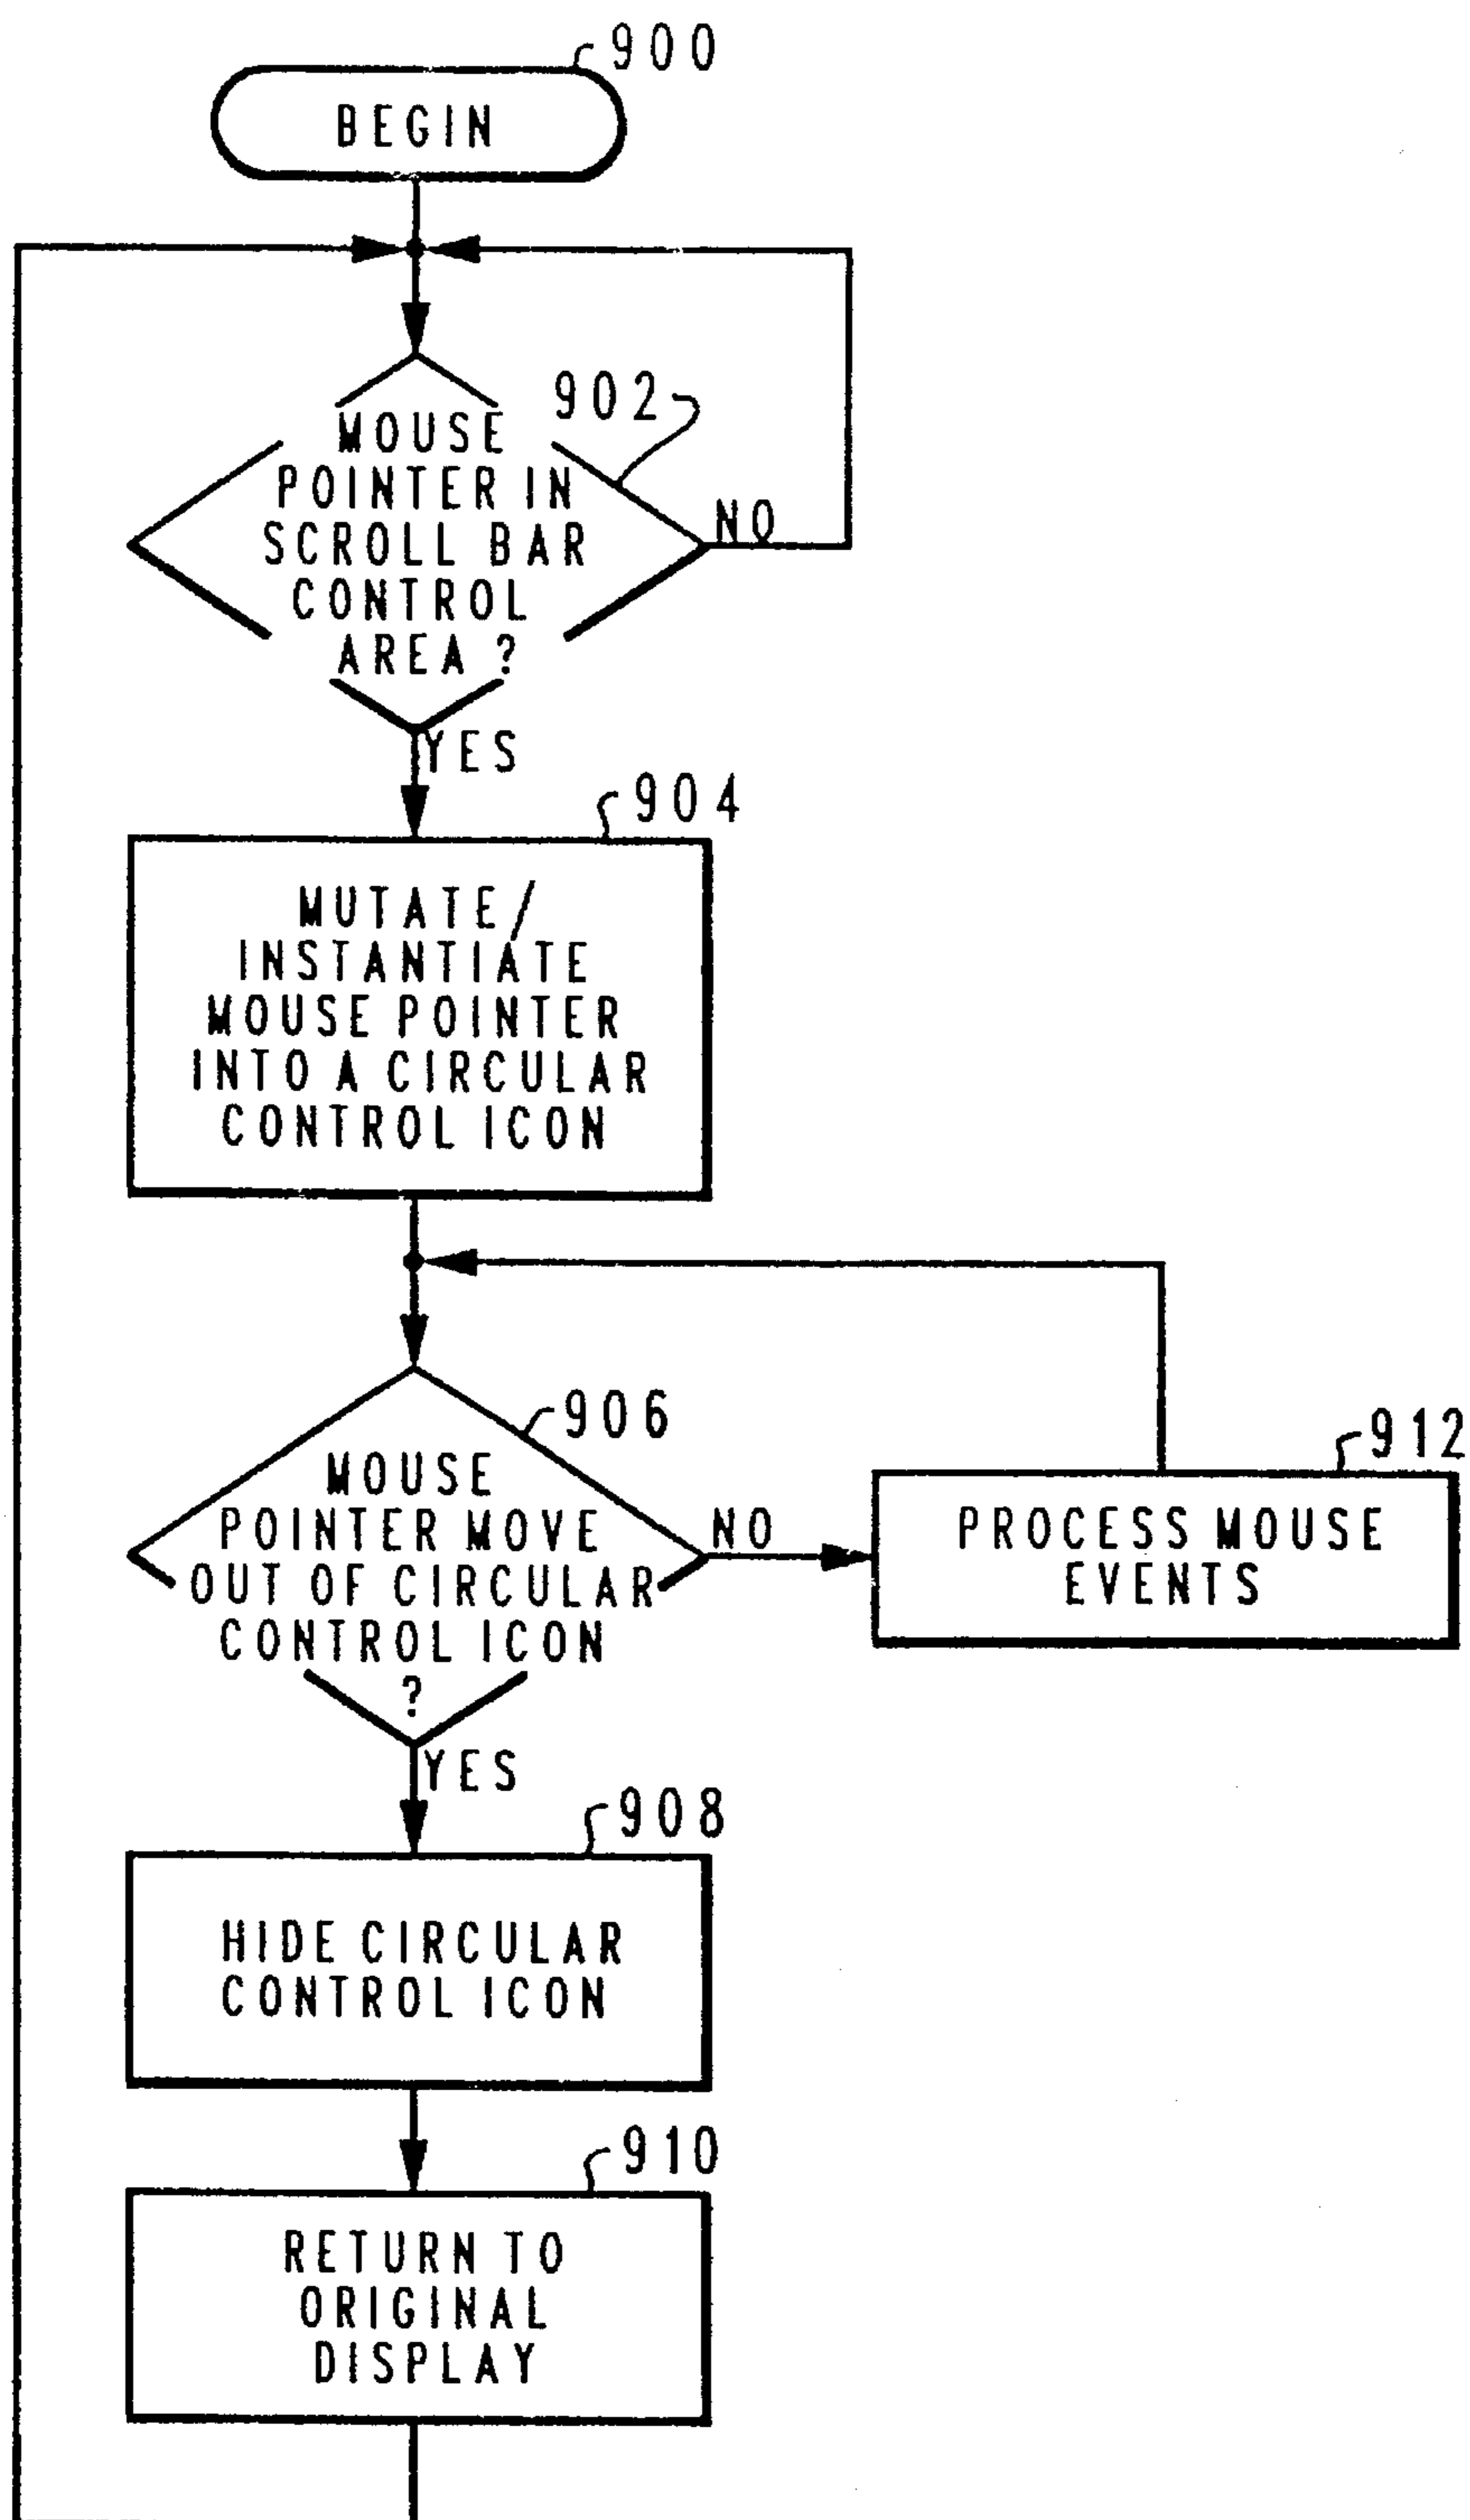 900
BEGIN
902
MOUSE
POINTER IN
SCROLL BAR
CONTROL
AREA ?
NO
YES
904
MUTATE/
INSTANTIATE
MOUSE POINTER
INTO A CIRCULAR
CONTROL ICON
906
MOUSE
POINTER MOVE
OUT OF CIRCULAR
CONTROL ICON
?
NO
912
PROCESS MOUSE
EVENTS
YES
908
HIDE CIRCULAR
CONTROL ICON
910
RETURN TO
ORIGINAL
DISPLAY